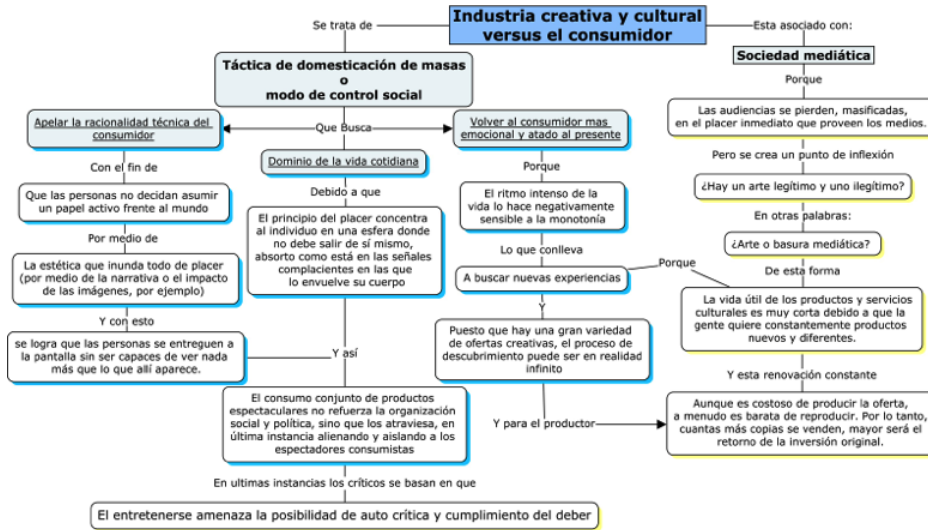 Industria creativa y cultural
versus el consumidor
Se trata de
Esta asociado con:
Táctica de domesticación de masas
o
modo de control social
Sociedad mediática
Porque
Las audiencias se pierden, masificadas,
en el placer inmediato que proveen los medios.
Apelar la racionalidad técnica del
consumidor
Que Busca
Volver al consumidor mas
emocional y atado al presente
Dominio de la vida cotidiana
Pero se crea un punto de inflexión
¿Hay un arte legítimo y uno ilegítimo?
Con el fin de
Debido a que
Porque
Que las personas no decidan asumir
un papel activo frente al mundo
El principio del placer concentra
al individuo en una esfera donde
no debe salir de sí mismo,
absorto como está en las señales
complacientes en las que
lo envuelve su cuerpo
El ritmo intenso de la
vida lo hace negativamente
sensible a la monotonía
En otras palabras:
¿Arte o basura mediática?
Por medio de
Lo que conlleva
La estética que inunda todo de placer
(por medio de la narrativa o el impacto
de las imágenes, por ejemplo)
A buscar nuevas experiencias
Porque
De esta forma
La vida útil de los productos y servicios
culturales es muy corta debido a que la
gente quiere constantemente productos
nuevos y diferentes.
Y con esto
Y
se logra que las personas se entreguen a
la pantalla sin ser capaces de ver nada
más que lo que allí aparece.
Y así
Puesto que hay una gran variedad
de ofertas creativas, el proceso de
descubrimiento puede ser en realidad
infinito
Y esta renovación constante
El consumo conjunto de productos
espectaculares no refuerza la organización
social y política, sino que los atraviesa, en
última instancia alienando y aislando a los
espectadores consumistas
Y para el productor
Aunque es costoso de producir la oferta,
a menudo es barata de reproducir. Por lo tanto,
cuantas más copias se venden, mayor será el
retorno de la inversión original.
En ultimas instancias los críticos se basan en que
El entretenerse amenaza la posibilidad de auto crítica y cumplimiento del deber